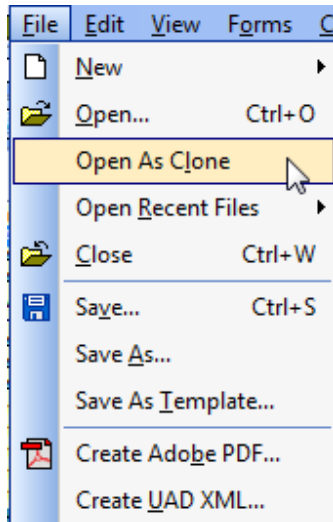 File Edit View Forms C
New
Open... Ctrl+O
Open As Clone
Open Recent Files
Close Ctrl+W
Save... Ctrl+S
Save As...
Save As Template...
Create Adobe PDF...
Create UAD XML...